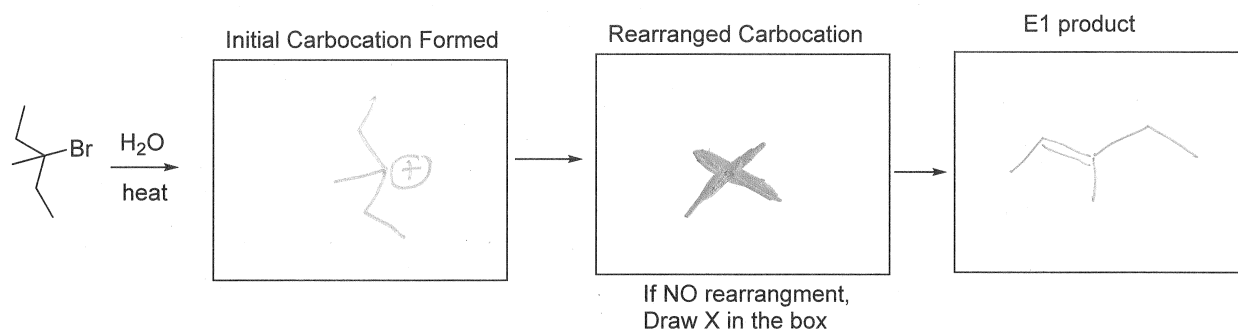 Initial Carbocation Formed
Rearranged Carbocation
E1 product
Br
H₂O
heat
+
If NO rearrangment,
Draw X in the box